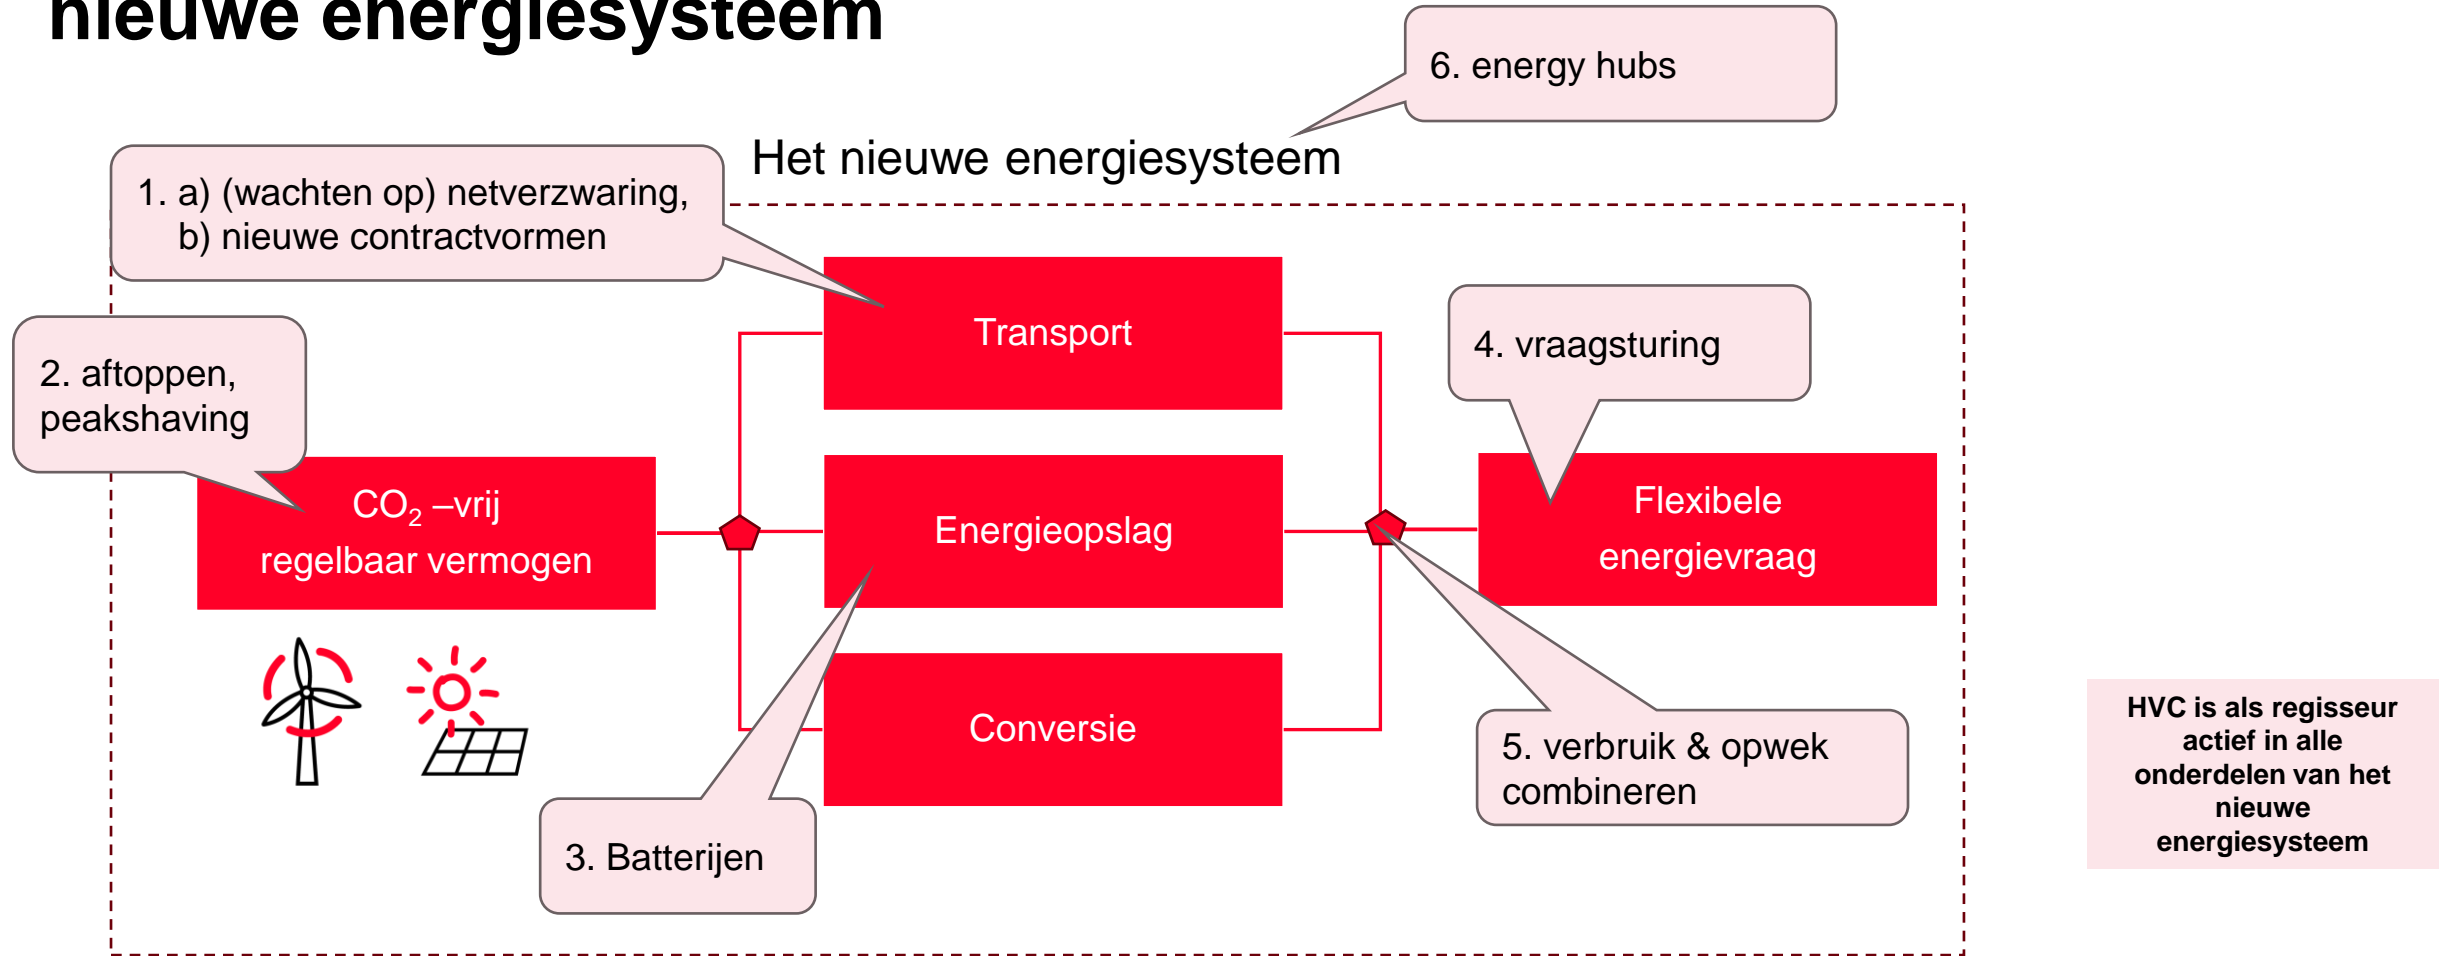 nieuwe energiesysteem
6. energy hubs
Het nieuwe energiesysteem
1. a) (wachten op) netverzwaring,
b) nieuwe contractvormen
Transport
4. vraagsturing
2. aftoppen,
peakshaving
CO₂ –vrij
regelbaar vermogen
Energieopslag
Flexibele
energievraag
Conversie
5. verbruik & opwek
combineren
3. Batterijen
HVC is als regisseur
actief in alle
onderdelen van het
nieuwe
energiesysteem